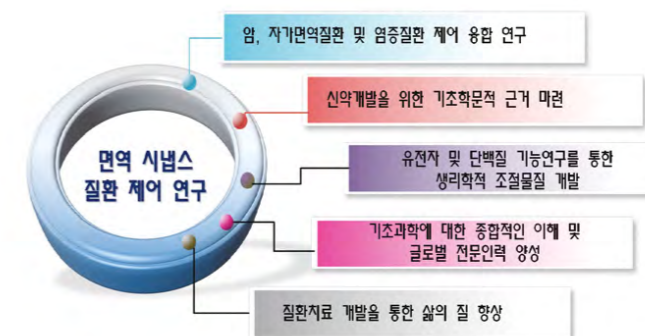 암, 자가면역질환 및 염증질환 제어 융합 연구
신약개발을 위한 기초학문적 근거 마련
면역 시냅스
질환 제어 연구
유전자 및 단백질 기능연구를 통한
생리학적 조절물질 개발
기초과학에 대한 종합적인 이해 및
글로벌 전문인력 양성
질환치료 개발을 통한 삶의 질 향상